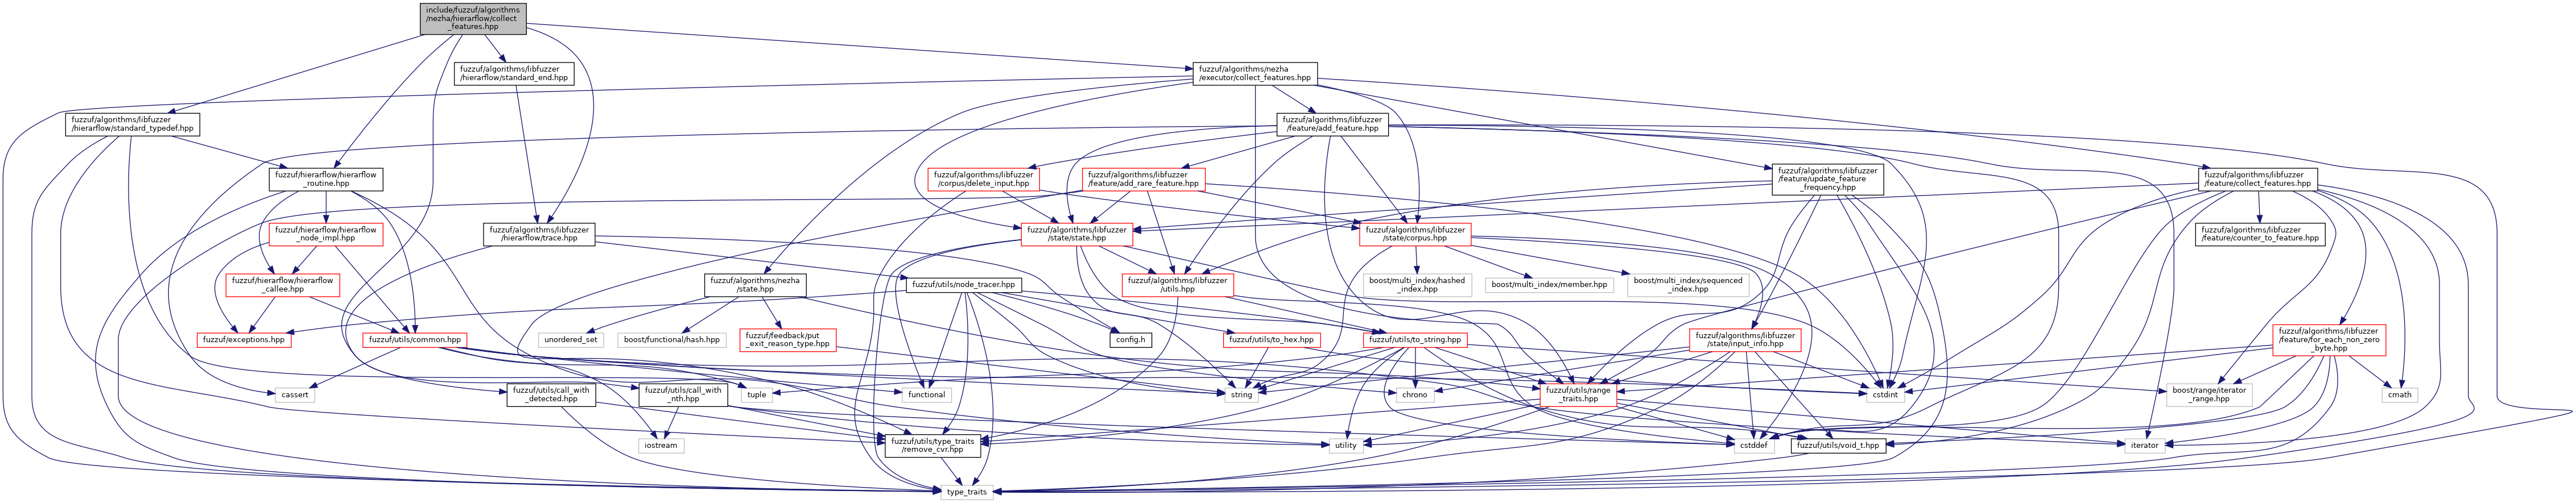 include/fuzzuf/algorithms
/nezha/hierarflow/collect
_features.hpp
fuzzuf/algorithms/libfuzzer
/hierarflow/standard_end.hpp
fuzzuf/algorithms/nezha
/executor/collect_features.hpp
fuzzuf/algorithms/libfuzzer
/hierarflow/standard_typedef.hpp
fuzzuf/algorithms/libfuzzer
/feature/add_feature.hpp
fuzzuf/hierarflow/hierarflow
_routine.hpp
fuzzuf/algorithms/libfuzzer
/corpus/delete_input.hpp
fuzzuf/algorithms/libfuzzer
/feature/add_rare_feature.hpp
fuzzuf/algorithms/libfuzzer
/feature/update_feature
_frequency.hpp
fuzzuf/algorithms/libfuzzer
/feature/collect_features.hpp
fuzzuf/hierarflow/hierarflow
_node_impl.hpp
fuzzuf/algorithms/libfuzzer
/hierarflow/trace.hpp
fuzzuf/algorithms/libfuzzer
/state/state.hpp
fuzzuf/algorithms/libfuzzer
/state/corpus.hpp
fuzzuf/algorithms/libfuzzer
/feature/counter_to_feature.hpp
fuzzuf/hierarflow/hierarflow
_callee.hpp
fuzzuf/algorithms/nezha
/state.hpp
fuzzuf/utils/node_tracer.hpp
fuzzuf/algorithms/libfuzzer
/utils.hpp
boost/multi_index/hashed
_index.hpp
boost/multi_index/member.hpp
boost/multi_index/sequenced
_index.hpp
fuzzuf/exceptions.hpp
fuzzuf/utils/common.hpp
unordered_set
boost/functional/hash.hpp
fuzzuf/feedback/put
_exit_reason_type.hpp
config.h
fuzzuf/utils/to_hex.hpp
fuzzuf/utils/to_string.hpp
fuzzuf/algorithms/libfuzzer
/state/input_info.hpp
fuzzuf/algorithms/libfuzzer
/feature/for_each_non_zero
_byte.hpp
cassert
fuzzuf/utils/call_with
_detected.hpp
fuzzuf/utils/call_with
_nth.hpp
tuple
functional
string
chrono
fuzzuf/utils/range
_traits.hpp
cstdint
boost/range/iterator
_range.hpp
cmath
iostream
fuzzuf/utils/type_traits
/remove_cvr.hpp
utility
cstddef
fuzzuf/utils/void_t.hpp
iterator
type_traits